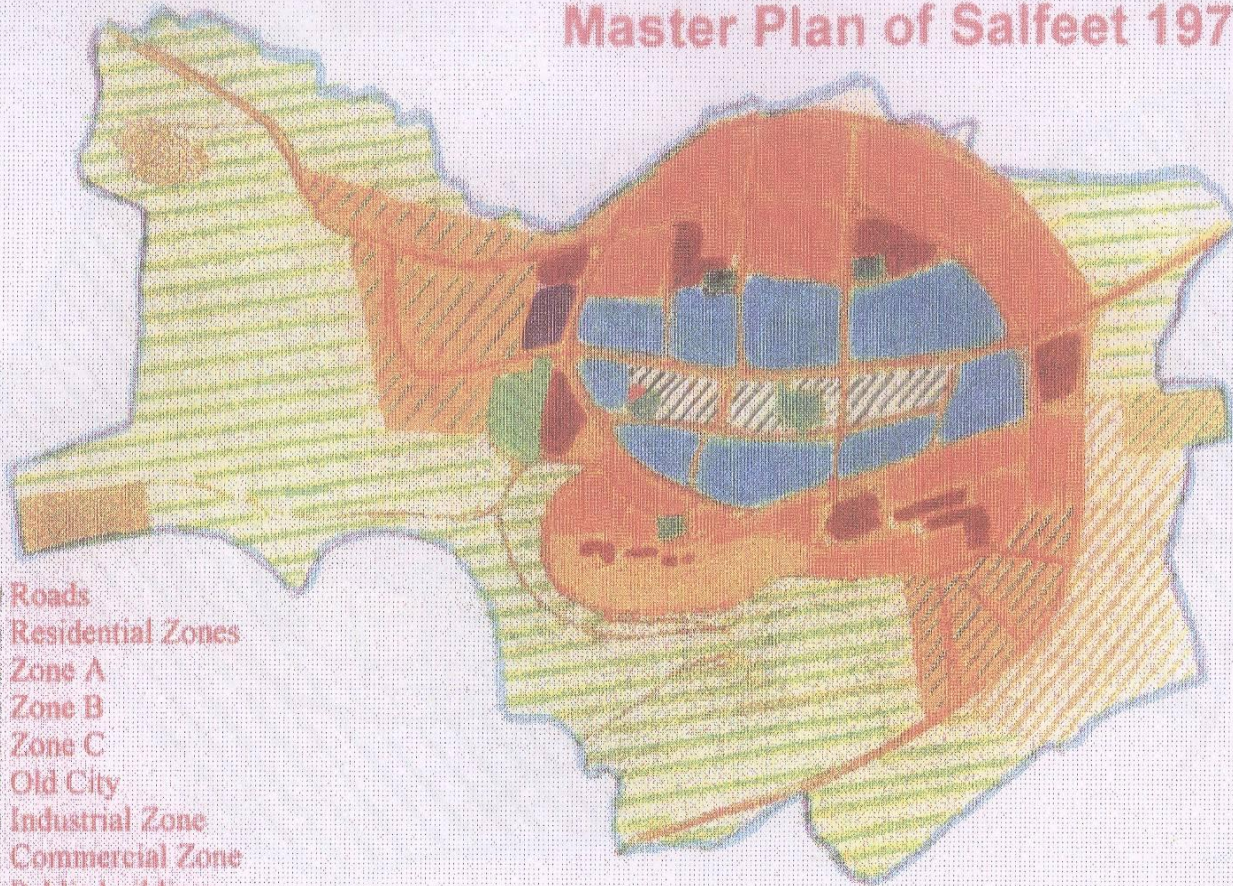 Master Plan of Salfeet 197
Roads
Residential Zones
Zone A
Zone B
Zone C
Old City
Industrial Zone
Commercial Zone